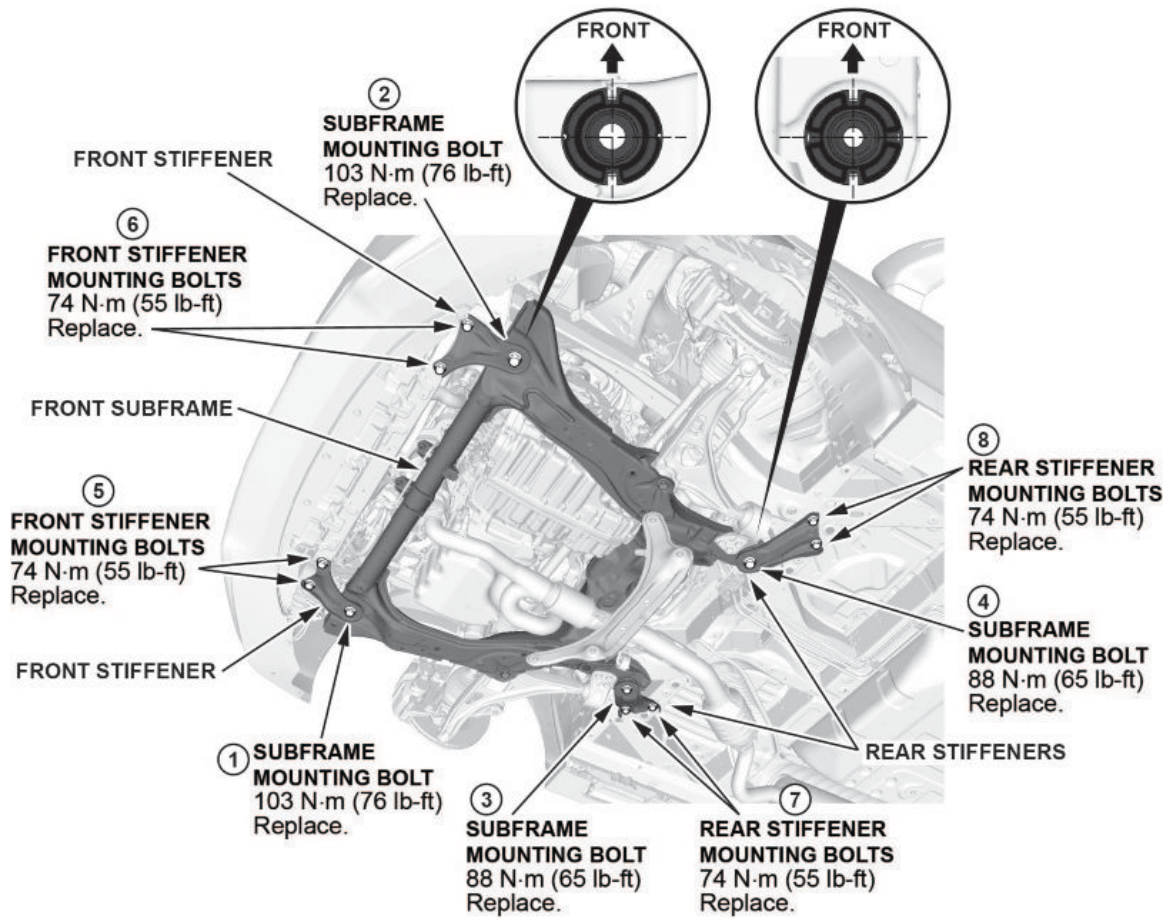 FRONT
FRONT
2
SUBFRAME
MOUNTING BOLT
103 N·m (76 lb-ft)
Replace.
FRONT STIFFENER
6
FRONT STIFFENER
MOUNTING BOLTS
74 N·m (55 lb-ft)
Replace.
FRONT SUBFRAME
5
FRONT STIFFENER
MOUNTING BOLTS
74 N·m (55 lb-ft)
Replace.
FRONT STIFFENER
1 SUBFRAME
MOUNTING BOLT
103 N·m (76 lb-ft)
Replace.
3
SUBFRAME
MOUNTING BOLT
88 N·m (65 lb-ft)
Replace.
7
REAR STIFFENER
MOUNTING BOLTS
74 N·m (55 lb-ft)
Replace.
8
REAR STIFFENER
MOUNTING BOLTS
74 N·m (55 lb-ft)
Replace.
4
SUBFRAME
MOUNTING BOLT
88 N·m (65 lb-ft)
Replace.
REAR STIFFENERS